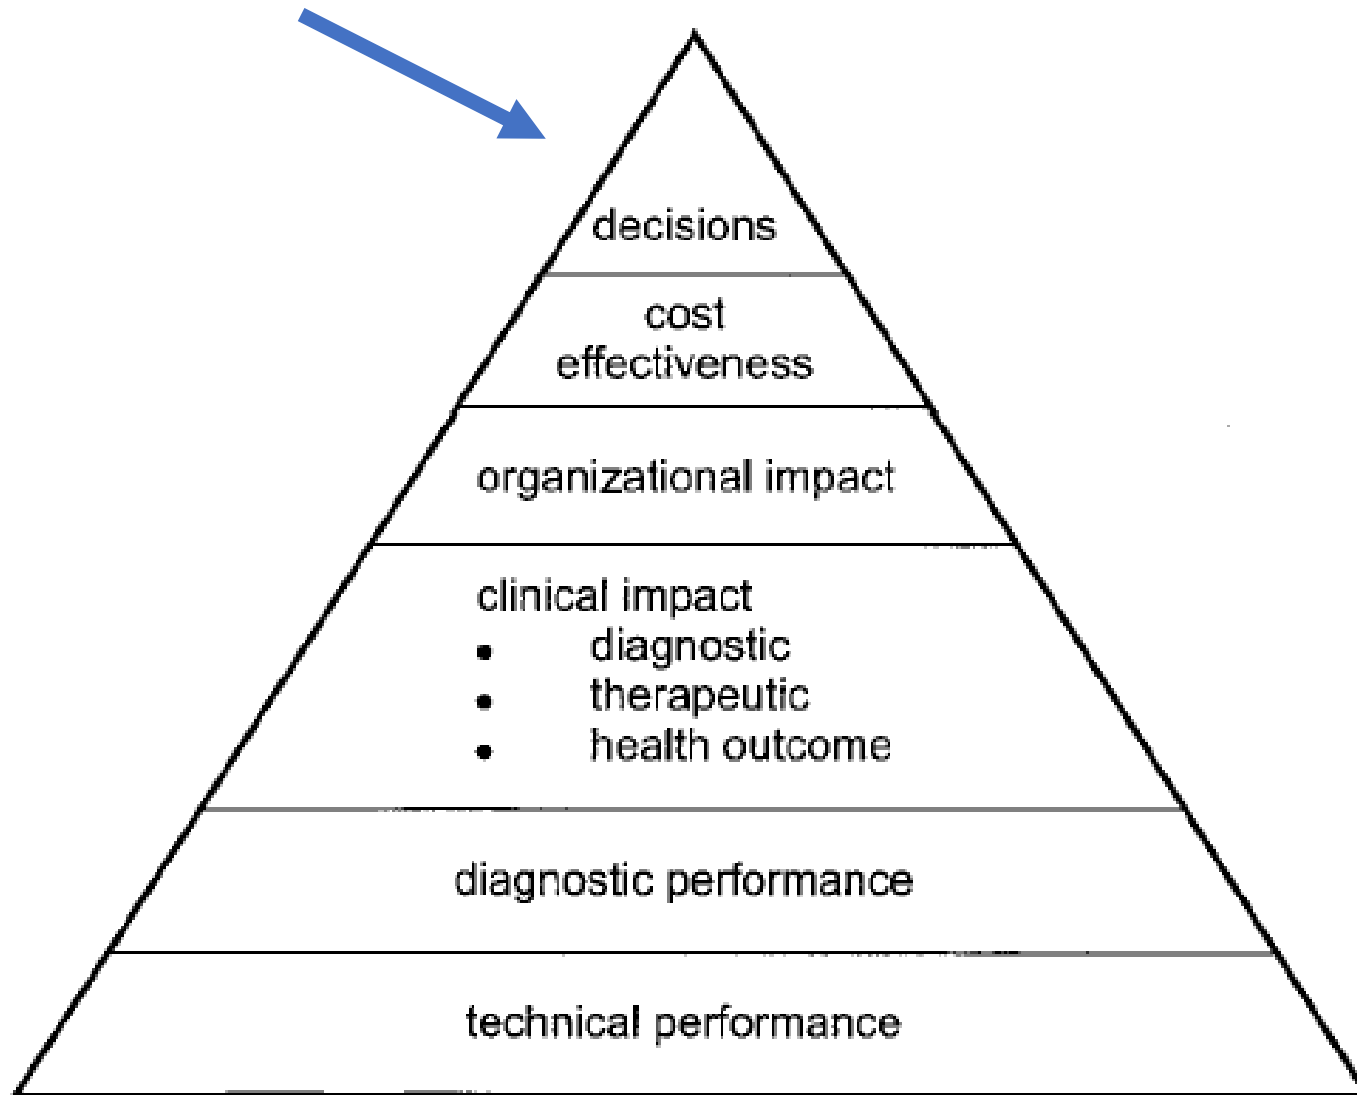 decisions
cost
effectiveness
organizational impact
clinical impact
• diagnostic
• therapeutic
• health outcome
diagnostic performance
technical performance